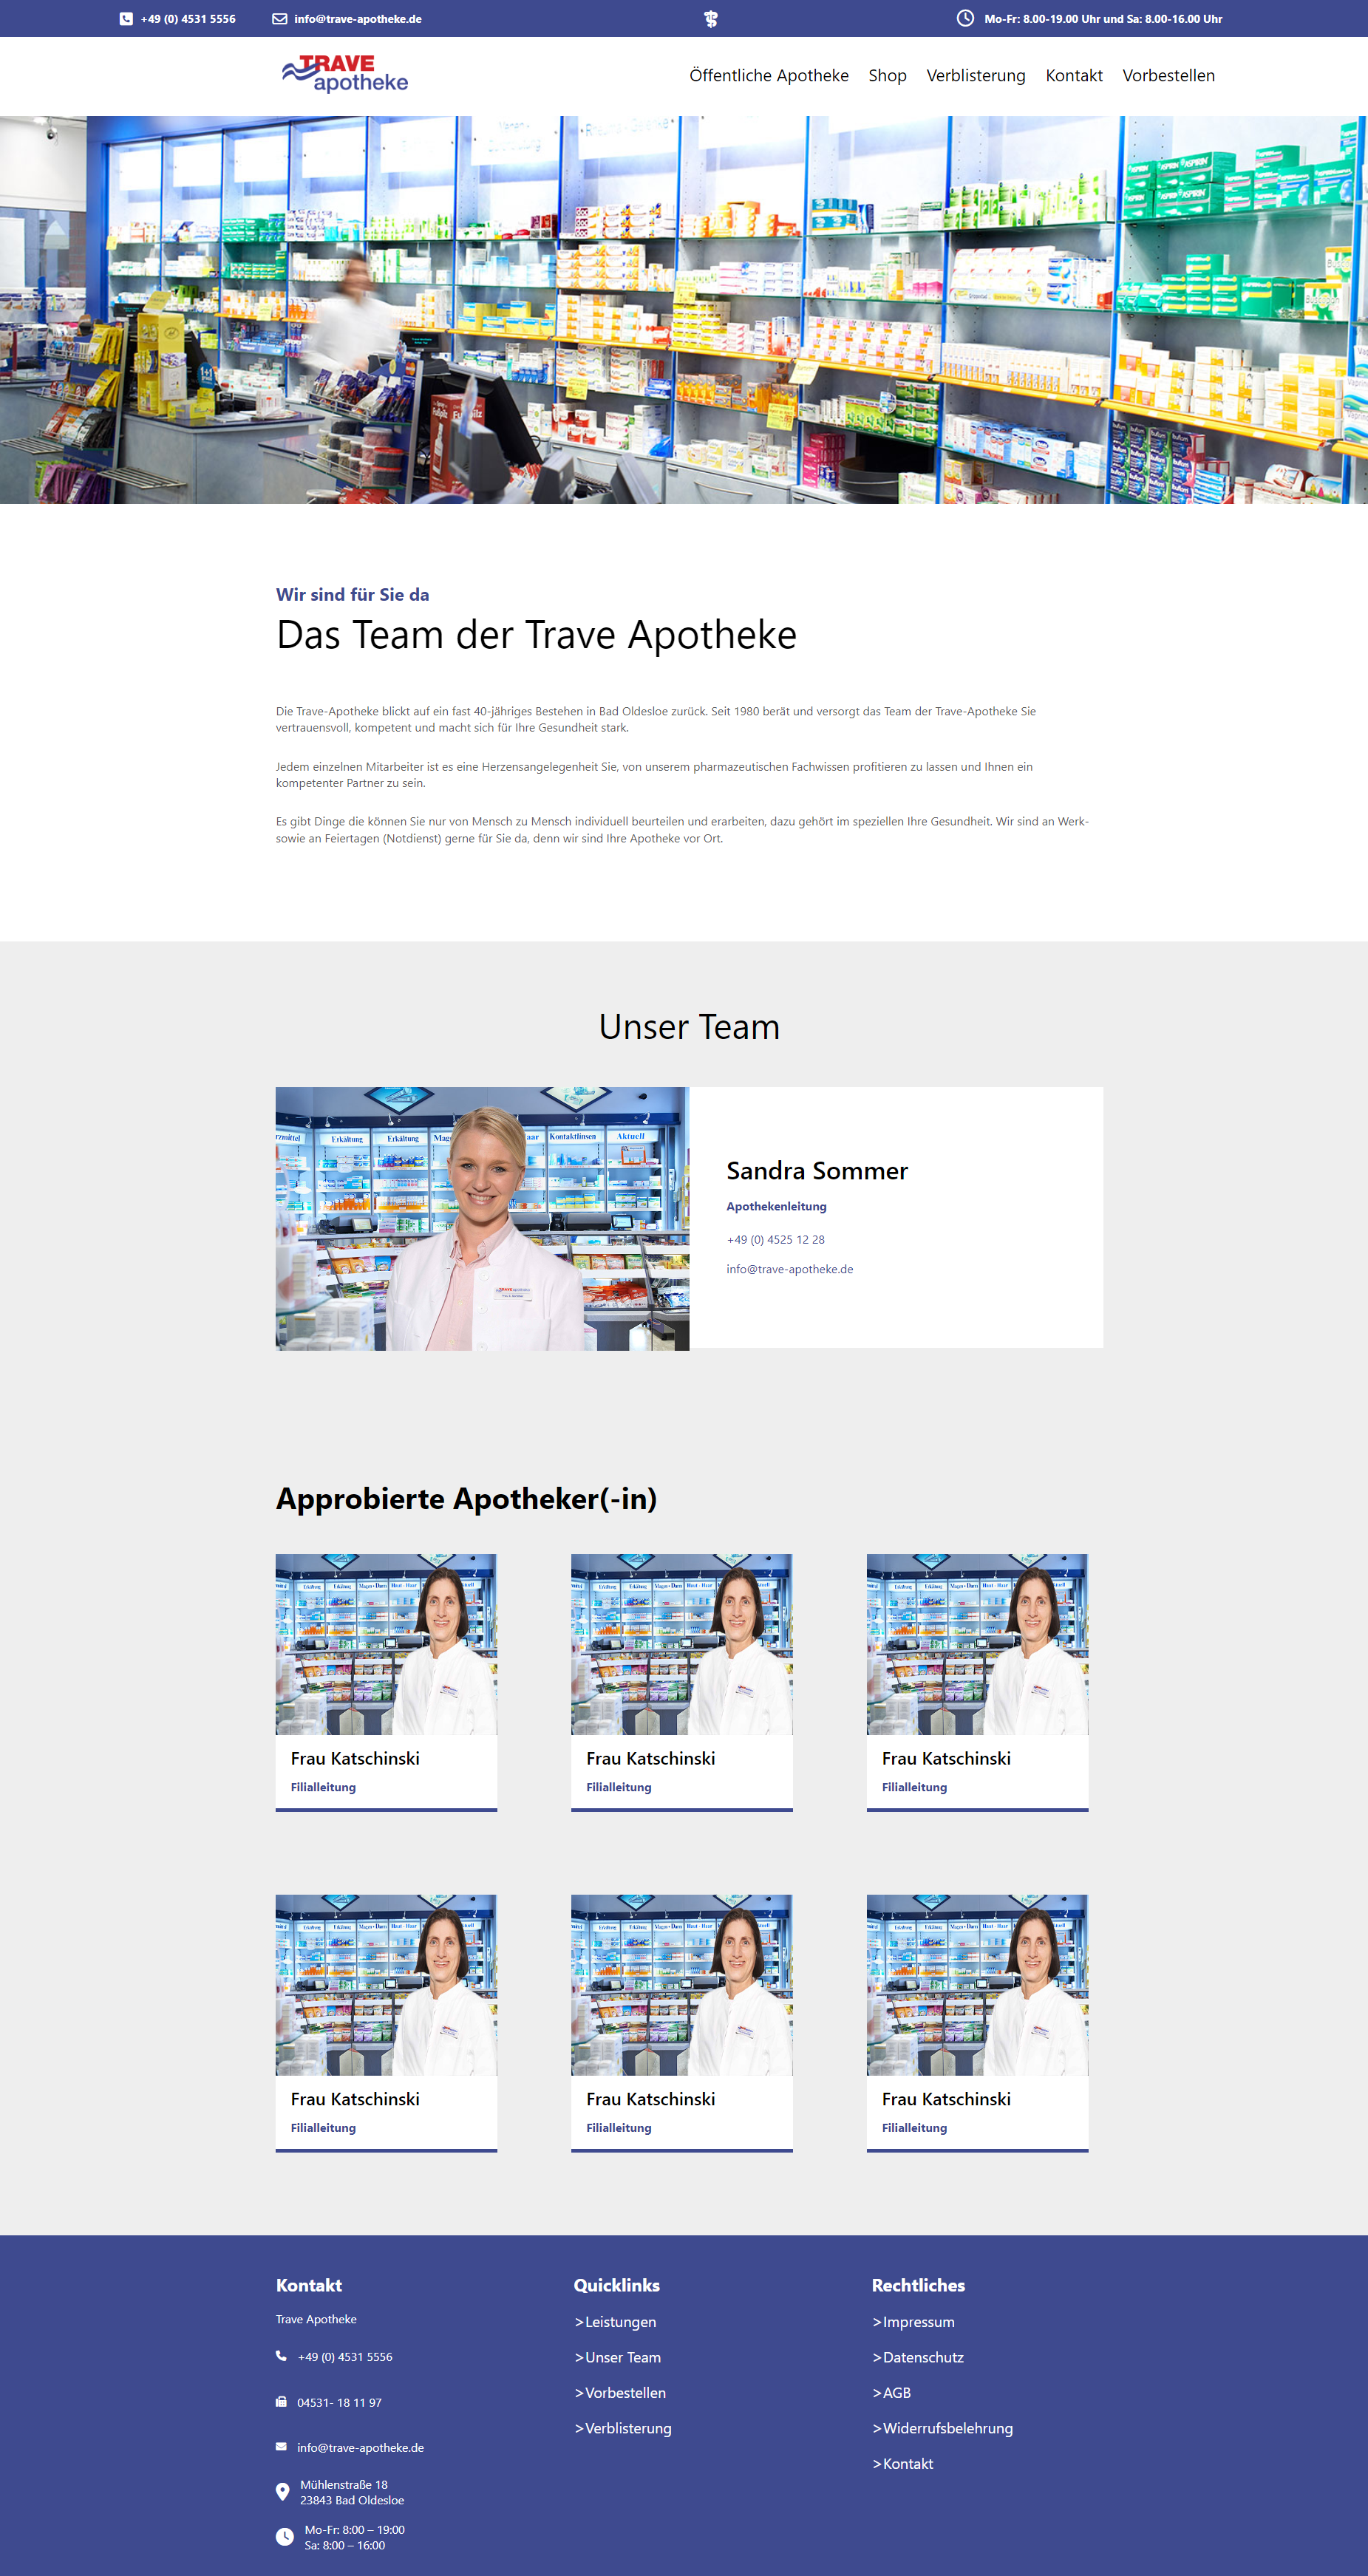 +49 (0) 4531 5556
info@trave-apotheke.de
Mo-Fr: 8.00-19.00 Uhr und Sa: 8.00-16.00 Uhr
TRAVE
apotheke
Öffentliche Apotheke
Shop
Verblisterung
Kontakt
Vorbestellen
ASPIRIN
ASPIRIN
Wir sind für Sie da
Das Team der Trave Apotheke
Die Trave-Apotheke blickt auf ein fast 40-jähriges Bestehen in Bad Oldesloe zurück. Seit 1980 berät und versorgt das Team der Trave-Apotheke Sie
vertrauensvoll, kompetent und macht sich für Ihre Gesundheit stark.
Jedem einzelnen Mitarbeiter ist es eine Herzensangelegenheit Sie, von unserem pharmazeutischen Fachwissen profitieren zu lassen und Ihnen ein
kompetenter Partner zu sein.
Es gibt Dinge die können Sie nur von Mensch zu Mensch individuell beurteilen und erarbeiten, dazu gehört im speziellen Ihre Gesundheit. Wir sind an Werk-
sowie an Feiertagen (Notdienst) gerne für Sie da, denn wir sind Ihre Apotheke vor Ort.
Unser Team
Erkältung
Erkältung
Kontaktlinsen
Aktuell
Sandra Sommer
Apothekenleitung
+49 (0) 4525 12 28
info@trave-apotheke.de
Approbierte Apotheker(-in)
Frau Katschinski
Filialleitung
Frau Katschinski
Filialleitung
Frau Katschinski
Filialleitung
Frau Katschinski
Filialleitung
Frau Katschinski
Filialleitung
Frau Katschinski
Filialleitung
Kontakt
Trave Apotheke
+49 (0) 4531 5556
04531- 18 11 97
info@trave-apotheke.de
Mühlenstraße 18
23843 Bad Oldesloe
Mo-Fr: 8:00 – 19:00
Sa: 8:00 – 16:00
Quicklinks
>Leistungen
>Unser Team
>Vorbestellen
>Verblisterung
Rechtliches
>Impressum
>Datenschutz
>AGB
>Widerrufsbelehrung
>Kontakt